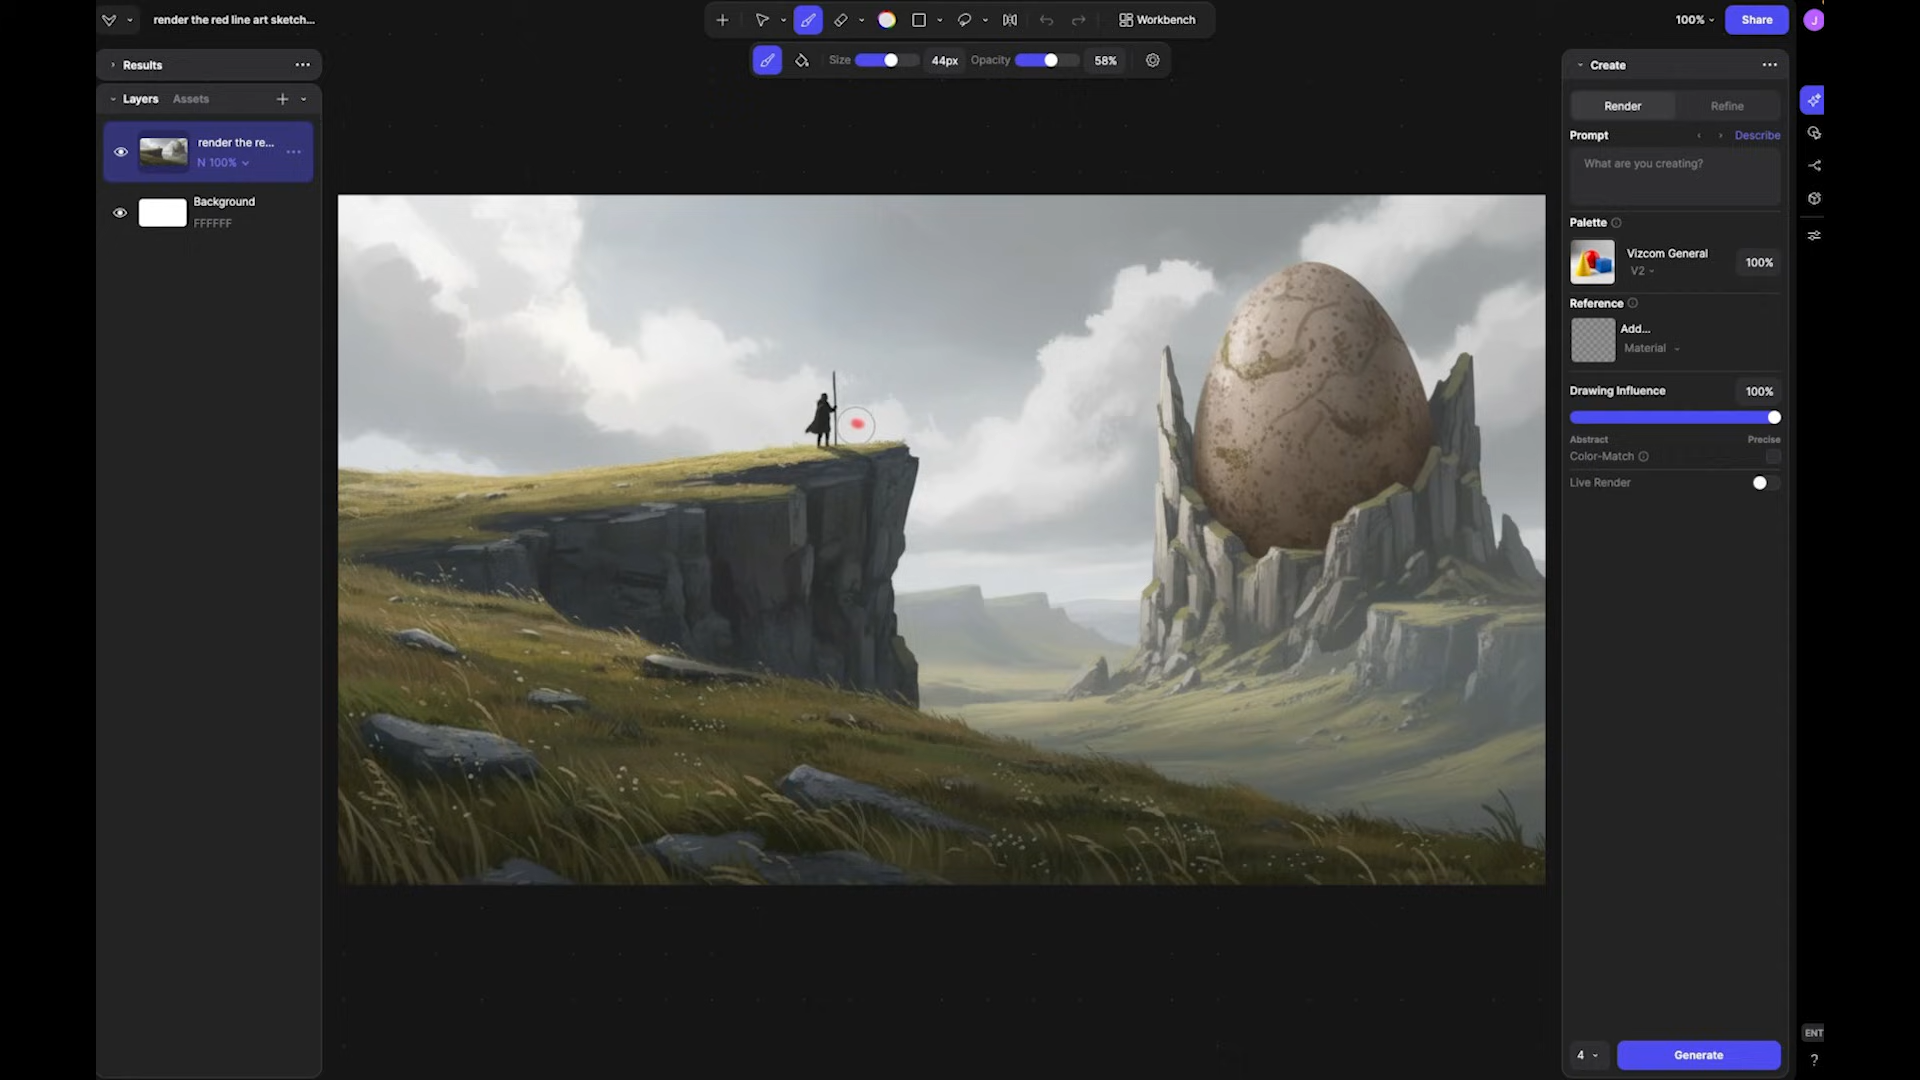 render the red line art sketch...
Workbench
100%
Share
J
Size
44px
Opacity
58%
Results
Layers
Assets
render the re...
N 100%
Background
FFFFFF
Create
Render
Refine
Prompt
Describe
What are you creating?
Palette
Vizcom General
V2
100%
Reference
Add...
Material
Drawing Influence
100%
Abstract
Precise
Color-Match
Live Render
4
Generate
ENT
?